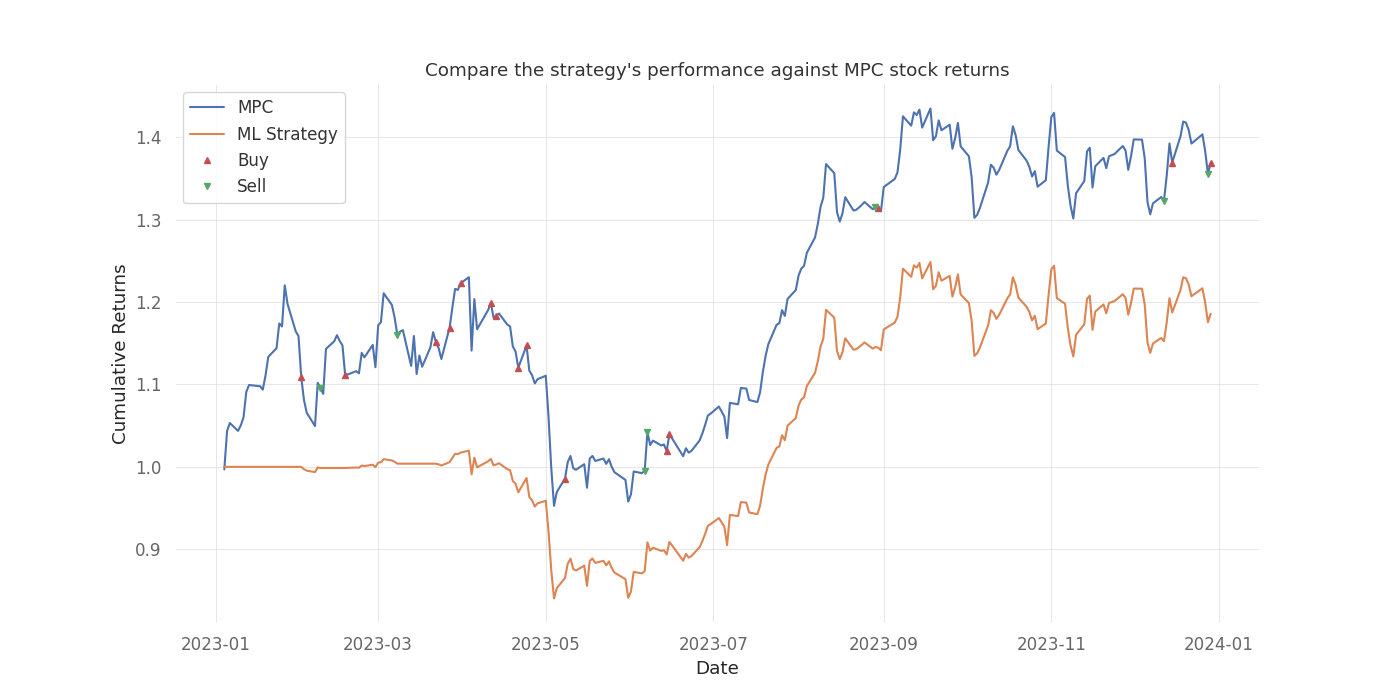 Compare the strategy's performance against MPC stock returns
MPC
ML Strategy
Buy
Sell
Cumulative Returns
1.4
1.3
1.2
1.1
1.0
0.9
2023-01
2023-03
2023-05
2023-07
2023-09
2023-11
2024-01
Date